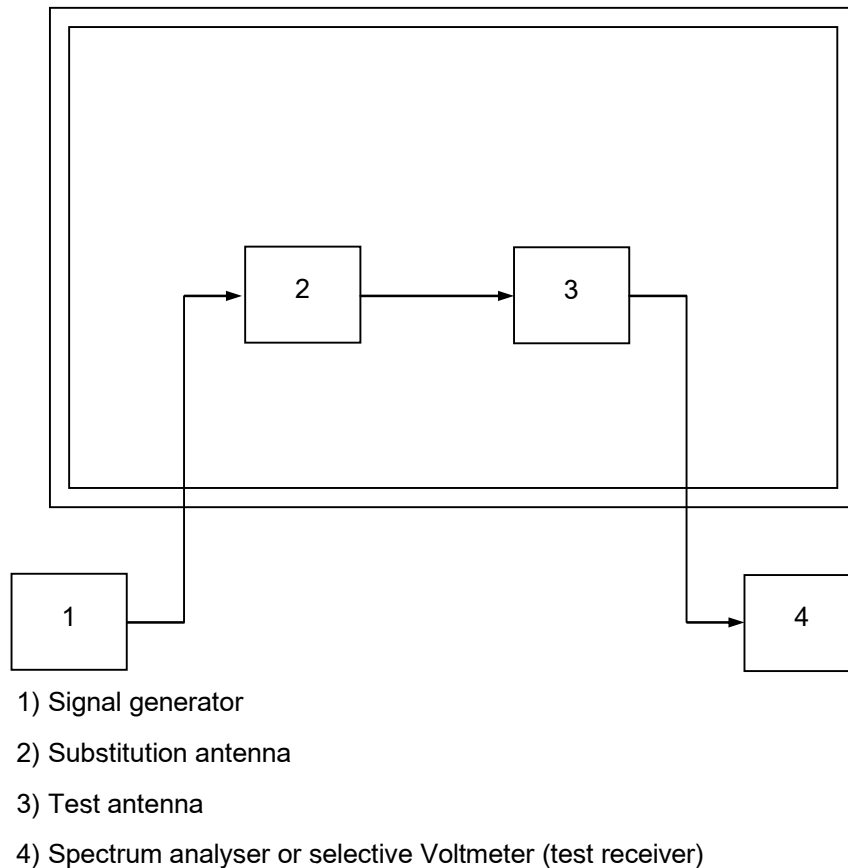 2
3
1
4
1) Signal generator
2) Substitution antenna
3) Test antenna
4) Spectrum analyser or selective Voltmeter (test receiver)